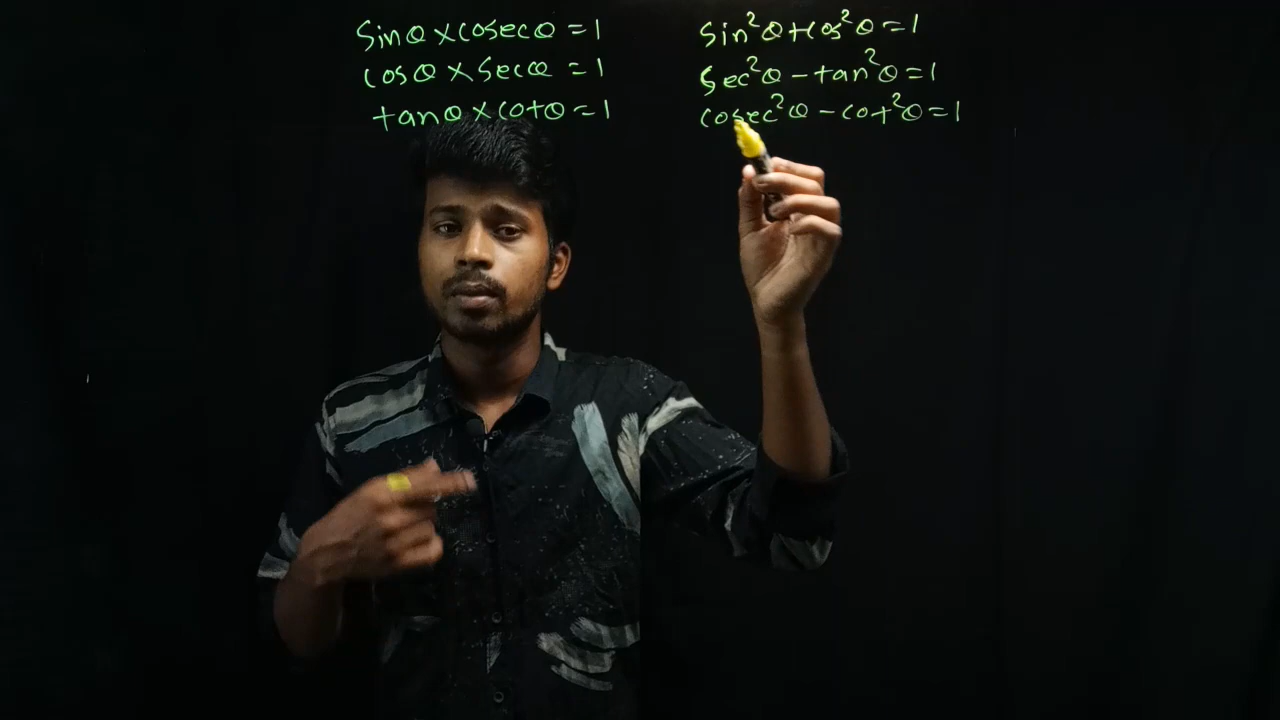 sinθ × cosecθ = 1
cosθ × secθ = 1
tanθ × cotθ = 1
sin²θ + cos²θ = 1
sec²θ - tan²θ = 1
cosec²θ - cot²θ = 1